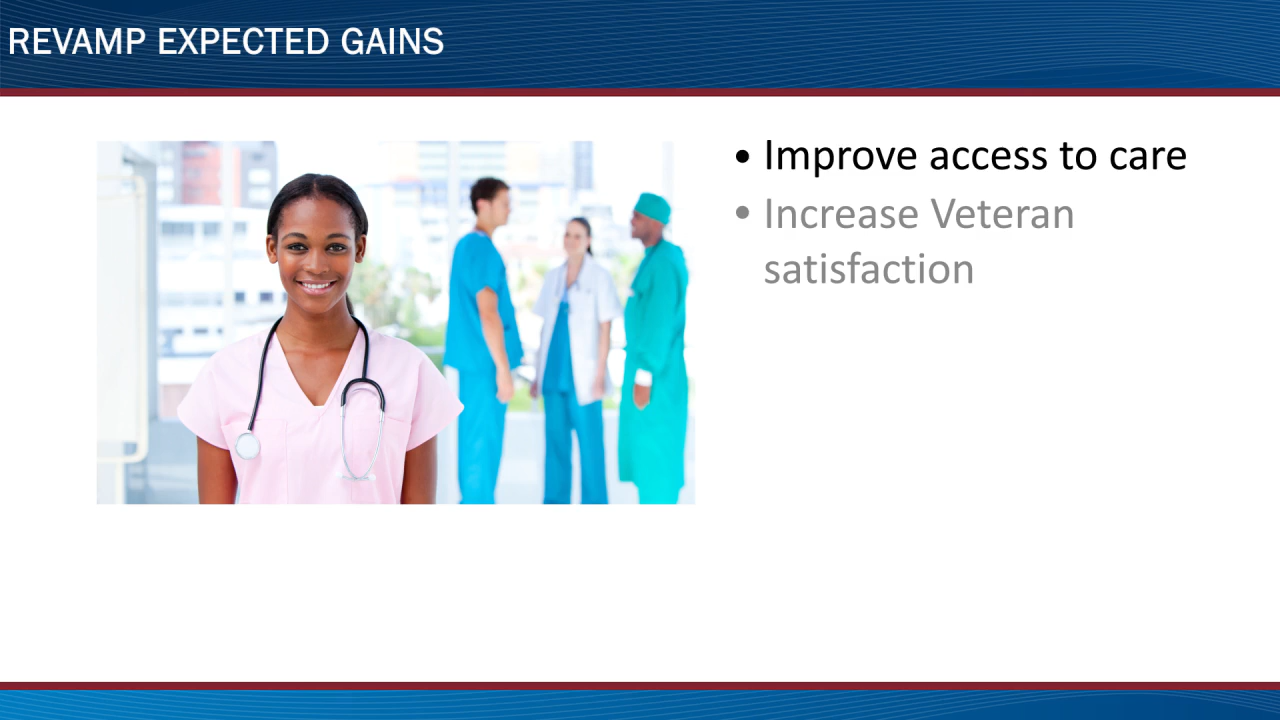 REVAMP EXPECTED GAINS
• Improve access to care
• Increase Veteran
satisfaction